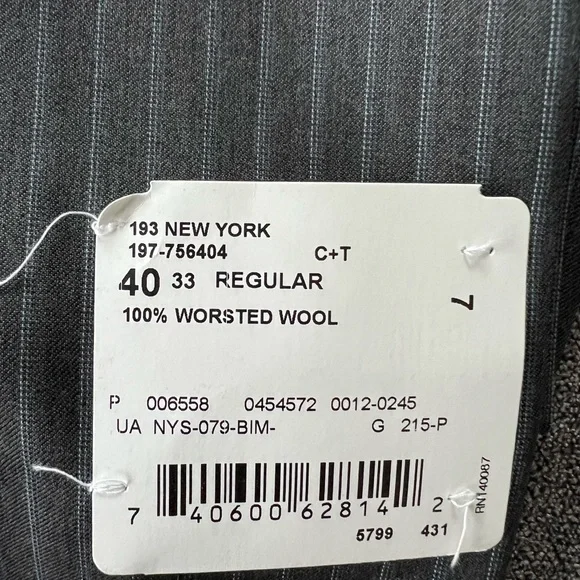 193 NEW YORK
197-756404 C+T
40 33 REGULAR
7
100% WORSTED WOOL
P 006558 0454572 0012-0245
UA NYS-079-BIM- G 215-P
RN140087
7 40600 62814 2
5799 431